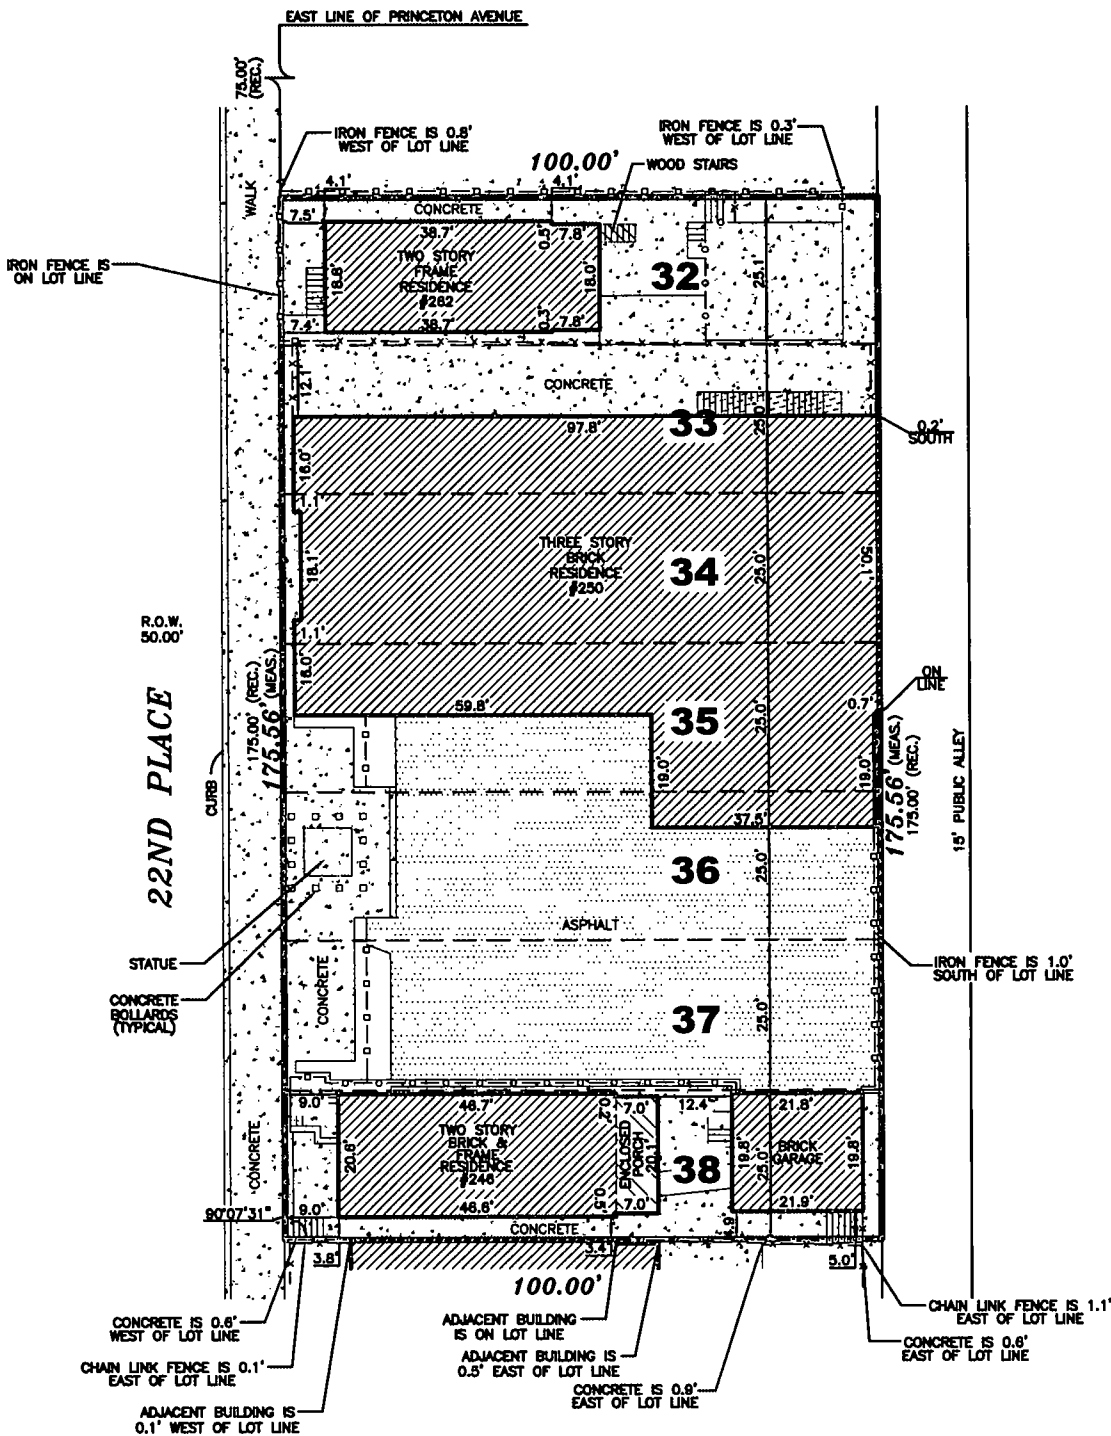 EAST LINE OF PRINCETON AVENUE
75.00'
(REC.)
IRON FENCE IS 0.8'
WEST OF LOT LINE
IRON FENCE IS 0.3'
WEST OF LOT LINE
100.00'
WOOD STAIRS
WALK
4.1'
4.1'
7.5'
CONCRETE
38.7'
0.5'
7.8'
IRON FENCE IS
ON LOT LINE
18.8'
TWO STORY
FRAME
RESIDENCE
#262
18.0'
32
25.1'
7.4'
38.7'
0.3'
7.8'
12.1'
CONCRETE
97.8'
33
25.0'
0.2'
SOUTH
16.0'
1.1'
18.1'
THREE STORY
BRICK
RESIDENCE
#250
34
25.0'
50.1'
R.O.W.
50.00'
1.1'
16.0'
ON
LINE
0.7'
59.8'
35
25.0'
22ND PLACE
CURB
175.00' (REC.)
175.56' (MEAS.)
19.0'
19.0'
37.5'
175.56' (MEAS.)
175.00' (REC.)
15' PUBLIC ALLEY
36
25.0'
ASPHALT
STATUE
CONCRETE
BOLLARDS
(TYPICAL)
CONCRETE
IRON FENCE IS 1.0'
SOUTH OF LOT LINE
37
25.0'
9.0'
46.7'
0.2'
7.0'
12.4'
21.8'
CONCRETE
20.6'
TWO STORY
BRICK &
FRAME
RESIDENCE
#246
ENCLOSED
PORCH
20.1'
38
19.8'
25.0'
BRICK
GARAGE
19.8'
90°07'31"
9.0'
46.6'
0.5'
7.0'
21.9'
CONCRETE
4.9'
3.8'
3.4'
5.0'
100.00'
CONCRETE IS 0.6'
WEST OF LOT LINE
ADJACENT BUILDING
IS ON LOT LINE
CHAIN LINK FENCE IS 1.1'
EAST OF LOT LINE
CHAIN LINK FENCE IS 0.1'
EAST OF LOT LINE
ADJACENT BUILDING IS
0.5' EAST OF LOT LINE
CONCRETE IS 0.6'
EAST OF LOT LINE
CONCRETE IS 0.9'
EAST OF LOT LINE
ADJACENT BUILDING IS
0.1' WEST OF LOT LINE